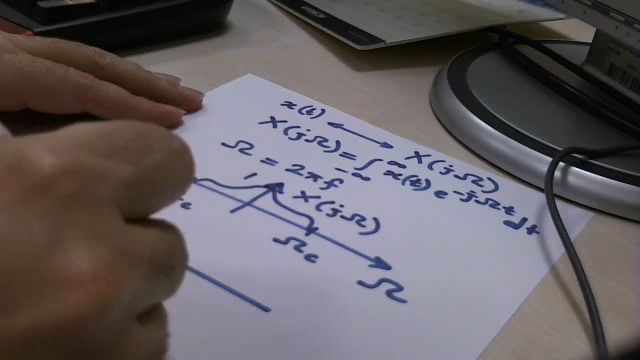 x(t) ↔ X(jΩ)
X(jΩ) = ∫_{-∞}^{∞} x(t) e^{-jΩt} dt
Ω = 2πf
1 X(jΩ)
Ω_c
Ω